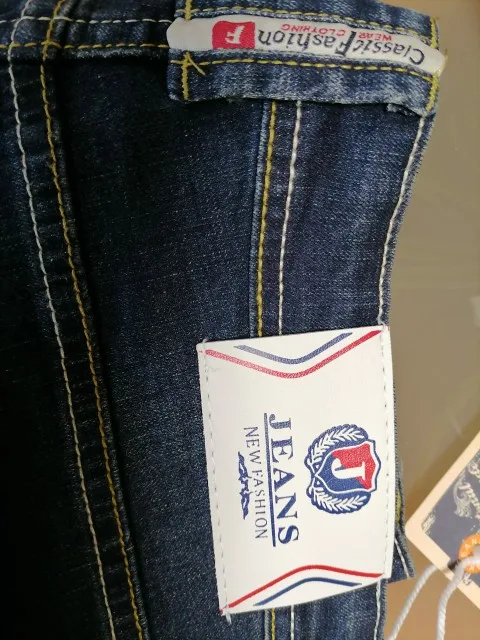 Classic Fashion F
WEAR CLOTHING
J
JEANS
NEW FASHION